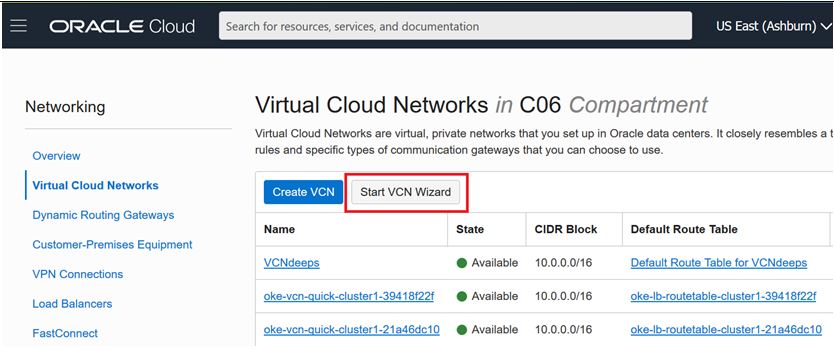 ORACLE Cloud
Search for resources, services, and documentation
US East (Ashburn)
Networking
Overview
Virtual Cloud Networks
Dynamic Routing Gateways
Customer-Premises Equipment
VPN Connections
Load Balancers
FastConnect
Virtual Cloud Networks in C06 Compartment
Virtual Cloud Networks are virtual, private networks that you set up in Oracle data centers. It closely resembles a t
rules and specific types of communication gateways that you can choose to use.
Create VCN Start VCN Wizard
Name State CIDR Block Default Route Table
VCNdeeps Available 10.0.0.0/16 Default Route Table for VCNdeeps
oke-vcn-quick-cluster1-39418f22f Available 10.0.0.0/16 oke-lb-routetable-cluster1-39418f22f
oke-vcn-quick-cluster1-21a46dc10 Available 10.0.0.0/16 oke-lb-routetable-cluster1-21a46dc10